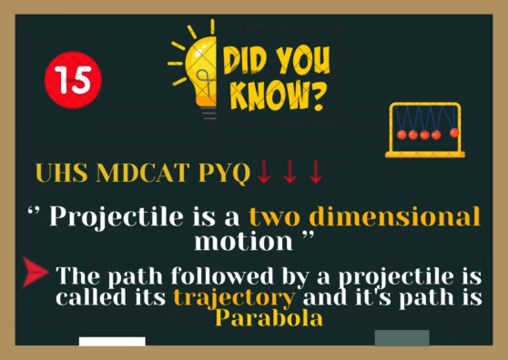 15
DID YOU
KNOW?
UHS MDCAT PYQ↓↓↓
“ Projectile is a two dimensional
motion ”
The path followed by a projectile is
called its trajectory and it's path is
Parabola